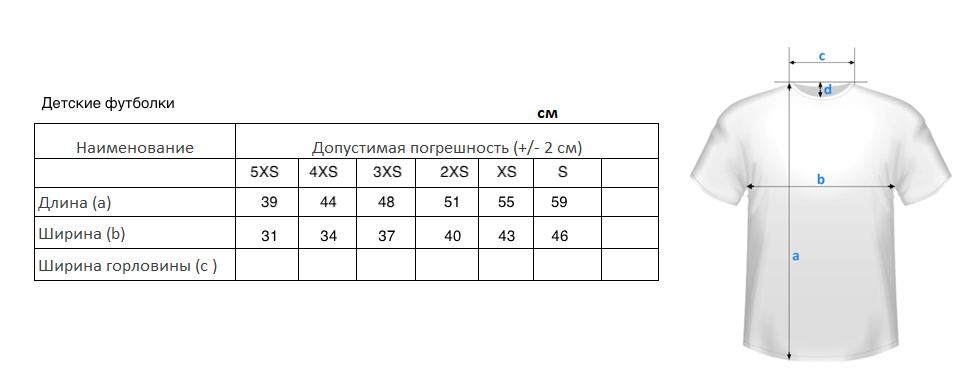 Детские футболки
см
Наименование Допустимая погрешность (+/- 2 см)
5XS 4XS 3XS 2XS XS S
Длина (a) 39 44 48 51 55 59
Ширина (b) 31 34 37 40 43 46
Ширина горловины (c )
c
d
b
a